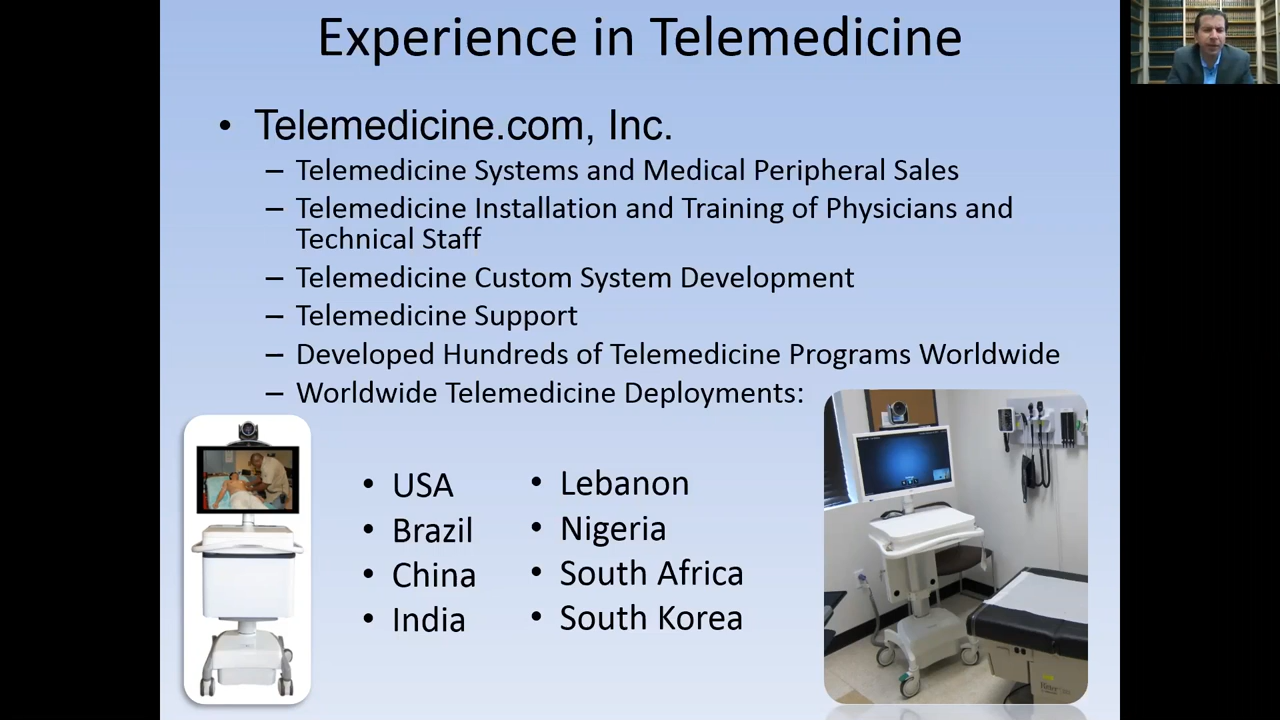 Experience in Telemedicine
• Telemedicine.com, Inc.
– Telemedicine Systems and Medical Peripheral Sales
– Telemedicine Installation and Training of Physicians and
Technical Staff
– Telemedicine Custom System Development
– Telemedicine Support
– Developed Hundreds of Telemedicine Programs Worldwide
– Worldwide Telemedicine Deployments:
• USA
• Brazil
• China
• India
• Lebanon
• Nigeria
• South Africa
• South Korea